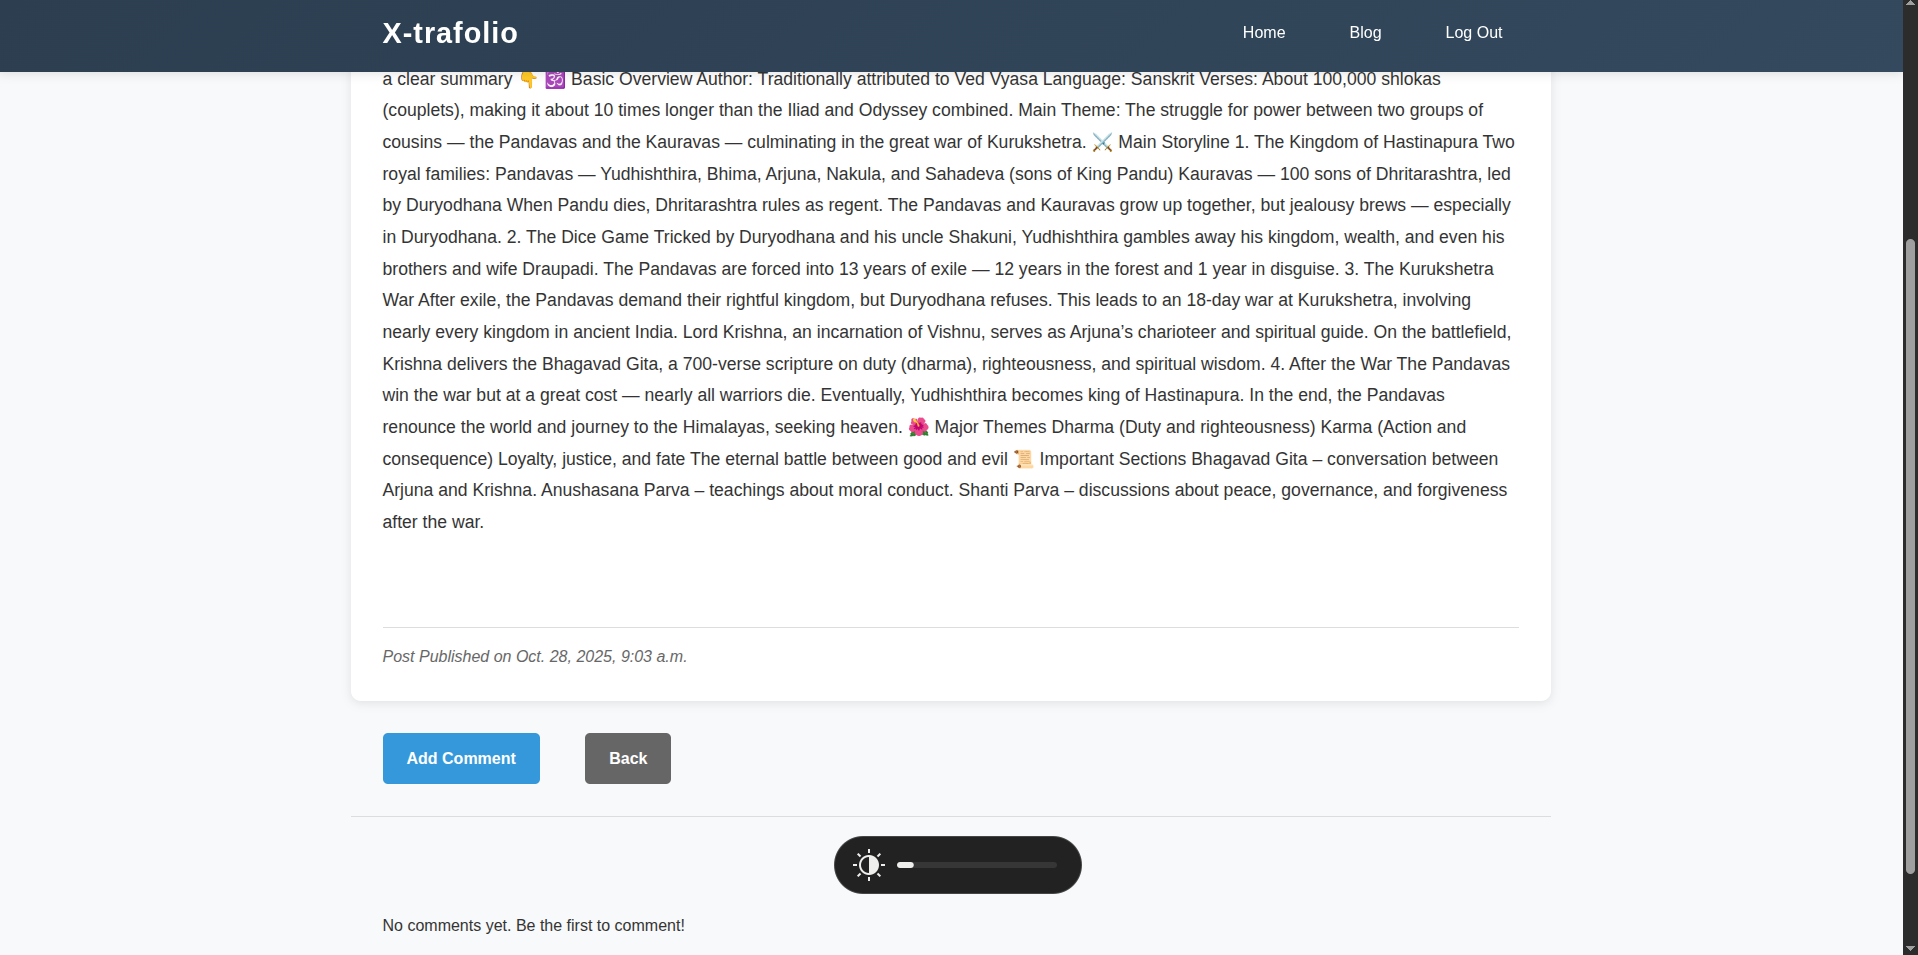 X-trafolio
Home
Blog
Log Out
a clear summary 👇 🕉️ Basic Overview Author: Traditionally attributed to Ved Vyasa Language: Sanskrit Verses: About 100,000 shlokas
(couplets), making it about 10 times longer than the Iliad and Odyssey combined. Main Theme: The struggle for power between two groups of
cousins — the Pandavas and the Kauravas — culminating in the great war of Kurukshetra. ⚔️ Main Storyline 1. The Kingdom of Hastinapura Two
royal families: Pandavas — Yudhishthira, Bhima, Arjuna, Nakula, and Sahadeva (sons of King Pandu) Kauravas — 100 sons of Dhritarashtra, led
by Duryodhana When Pandu dies, Dhritarashtra rules as regent. The Pandavas and Kauravas grow up together, but jealousy brews — especially
in Duryodhana. 2. The Dice Game Tricked by Duryodhana and his uncle Shakuni, Yudhishthira gambles away his kingdom, wealth, and even his
brothers and wife Draupadi. The Pandavas are forced into 13 years of exile — 12 years in the forest and 1 year in disguise. 3. The Kurukshetra
War After exile, the Pandavas demand their rightful kingdom, but Duryodhana refuses. This leads to an 18-day war at Kurukshetra, involving
nearly every kingdom in ancient India. Lord Krishna, an incarnation of Vishnu, serves as Arjuna’s charioteer and spiritual guide. On the battlefield,
Krishna delivers the Bhagavad Gita, a 700-verse scripture on duty (dharma), righteousness, and spiritual wisdom. 4. After the War The Pandavas
win the war but at a great cost — nearly all warriors die. Eventually, Yudhishthira becomes king of Hastinapura. In the end, the Pandavas
renounce the world and journey to the Himalayas, seeking heaven. 🌺 Major Themes Dharma (Duty and righteousness) Karma (Action and
consequence) Loyalty, justice, and fate The eternal battle between good and evil 📜 Important Sections Bhagavad Gita – conversation between
Arjuna and Krishna. Anushasana Parva – teachings about moral conduct. Shanti Parva – discussions about peace, governance, and forgiveness
after the war.
Post Published on Oct. 28, 2025, 9:03 a.m.
Add Comment
Back
No comments yet. Be the first to comment!